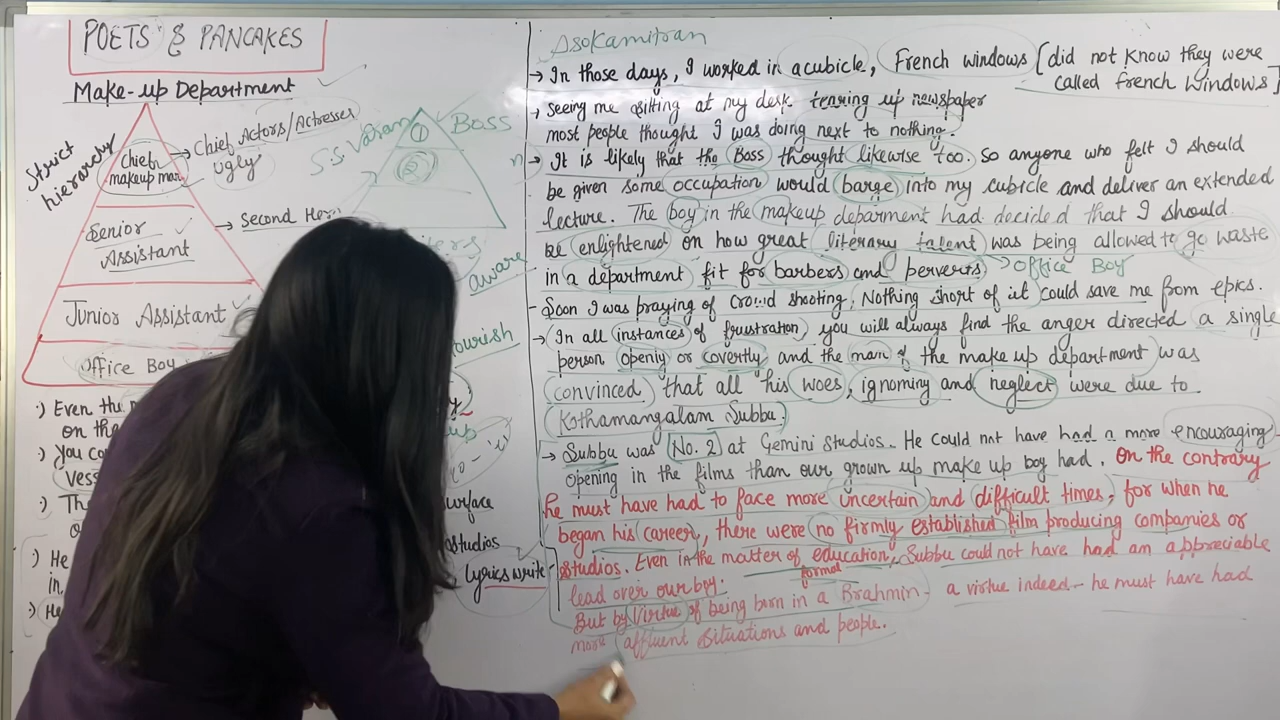 POETS & PANCAKES
Make-up Department
Strict
hierarchy
Chief
makeup man
Chief Actors/Actresses
ugly
Senior
Assistant
Second
Junior Assistant
Office Boy
·) Even the
on the
·) You
·)
·) He
in
·) He
S.S. Vasan
① Boss
②
aware
ourish
surface
studios
lyrics write
Asokamitran
→ In those days, I worked in a cubicle, French windows [did not know they were
called French windows]
→ seeing me sitting at my desk tearing up newspaper
most people thought I was doing next to nothing.
→ It is likely that the Boss thought likewise too. So anyone who felt I should
be given some occupation would barge into my cubicle and deliver an extended
lecture. The boy in the makeup deparment had decided that I should
be enlightened on how great literary talent was being allowed to go waste
in a department fit for barbers and perverts → Office Boy
- Soon I was praying of crowd shooting. Nothing short of it could save me from epics.
→ In all instances of frustration, you will always find the anger directed a single
person openly or covertly and the man of the make up department was
convinced that all his woes, ignominy and neglect were due to
Kothamangalam Subbu.
→ Subbu was No. 2 at Gemini Studios. He could not have had a more encouraging
opening in the films than our grown up make up boy had. On the contrary
he must have had to face more uncertain and difficult times, for when he
began his career, there were no firmly established film producing companies or
studios. Even in the matter of education, Subbu could not have had an appreciable
formal
lead over our boy.
But by virtue of being born in a Brahmin - a virtue indeed - he must have had
more affluent situations and people.